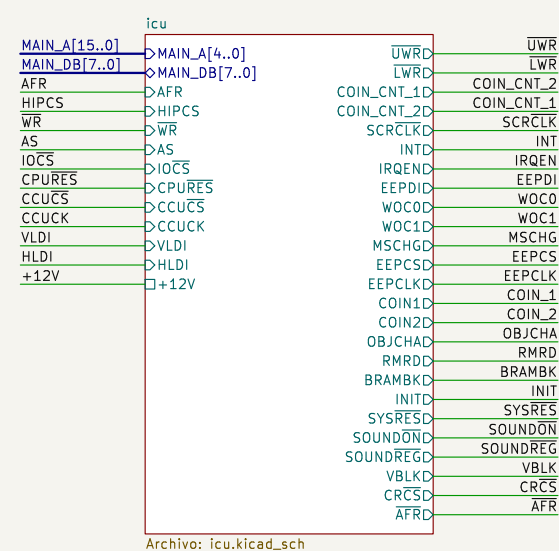 icu
MAIN_A[15..0] MAIN_A[4..0] UWR UWR
MAIN_DB[7..0] MAIN_DB[7..0] LWR LWR
AFR AFR COIN_CNT_1 COIN_CNT_2
HIPCS HIPCS COIN_CNT_2 COIN_CNT_1
WR WR SCRCLK SCRCLK
AS AS INT INT
IOCS IOCS IRQEN IRQEN
CPURES CPURES EEPDI EEPDI
CCUCS CCUCS WOC0 WOC0
CCUCK CCUCK WOC1 WOC1
VLDI VLDI MSCHG MSCHG
HLDI HLDI EEPCS EEPCS
+12V +12V EEPCLK EEPCLK
COIN1 COIN_1
COIN2 COIN_2
OBJCHA OBJCHA
RMRD RMRD
BRAMBK BRAMBK
INIT INIT
SYSRES SYSRES
SOUNDON SOUNDON
SOUNDREG SOUNDREG
VBLK VBLK
CRCS CRCS
AFR AFR
Archivo: icu.kicad_sch